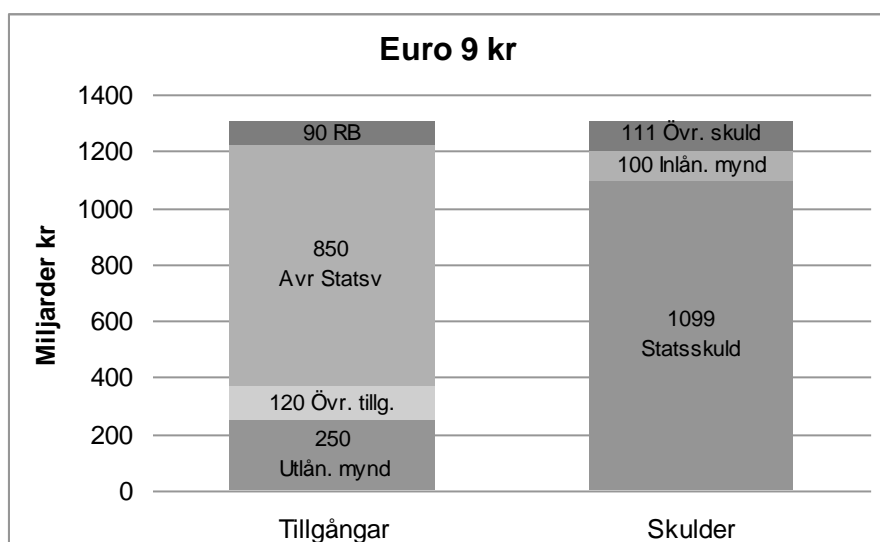 Euro 9 kr
Miljarder kr
1400
1200
1000
800
600
400
200
0
90 RB
850
Avr Statsv
120 Övr. tillg.
250
Utlån. mynd
111 Övr. skuld
100 Inlån. mynd
1099
Statsskuld
Tillgångar
Skulder